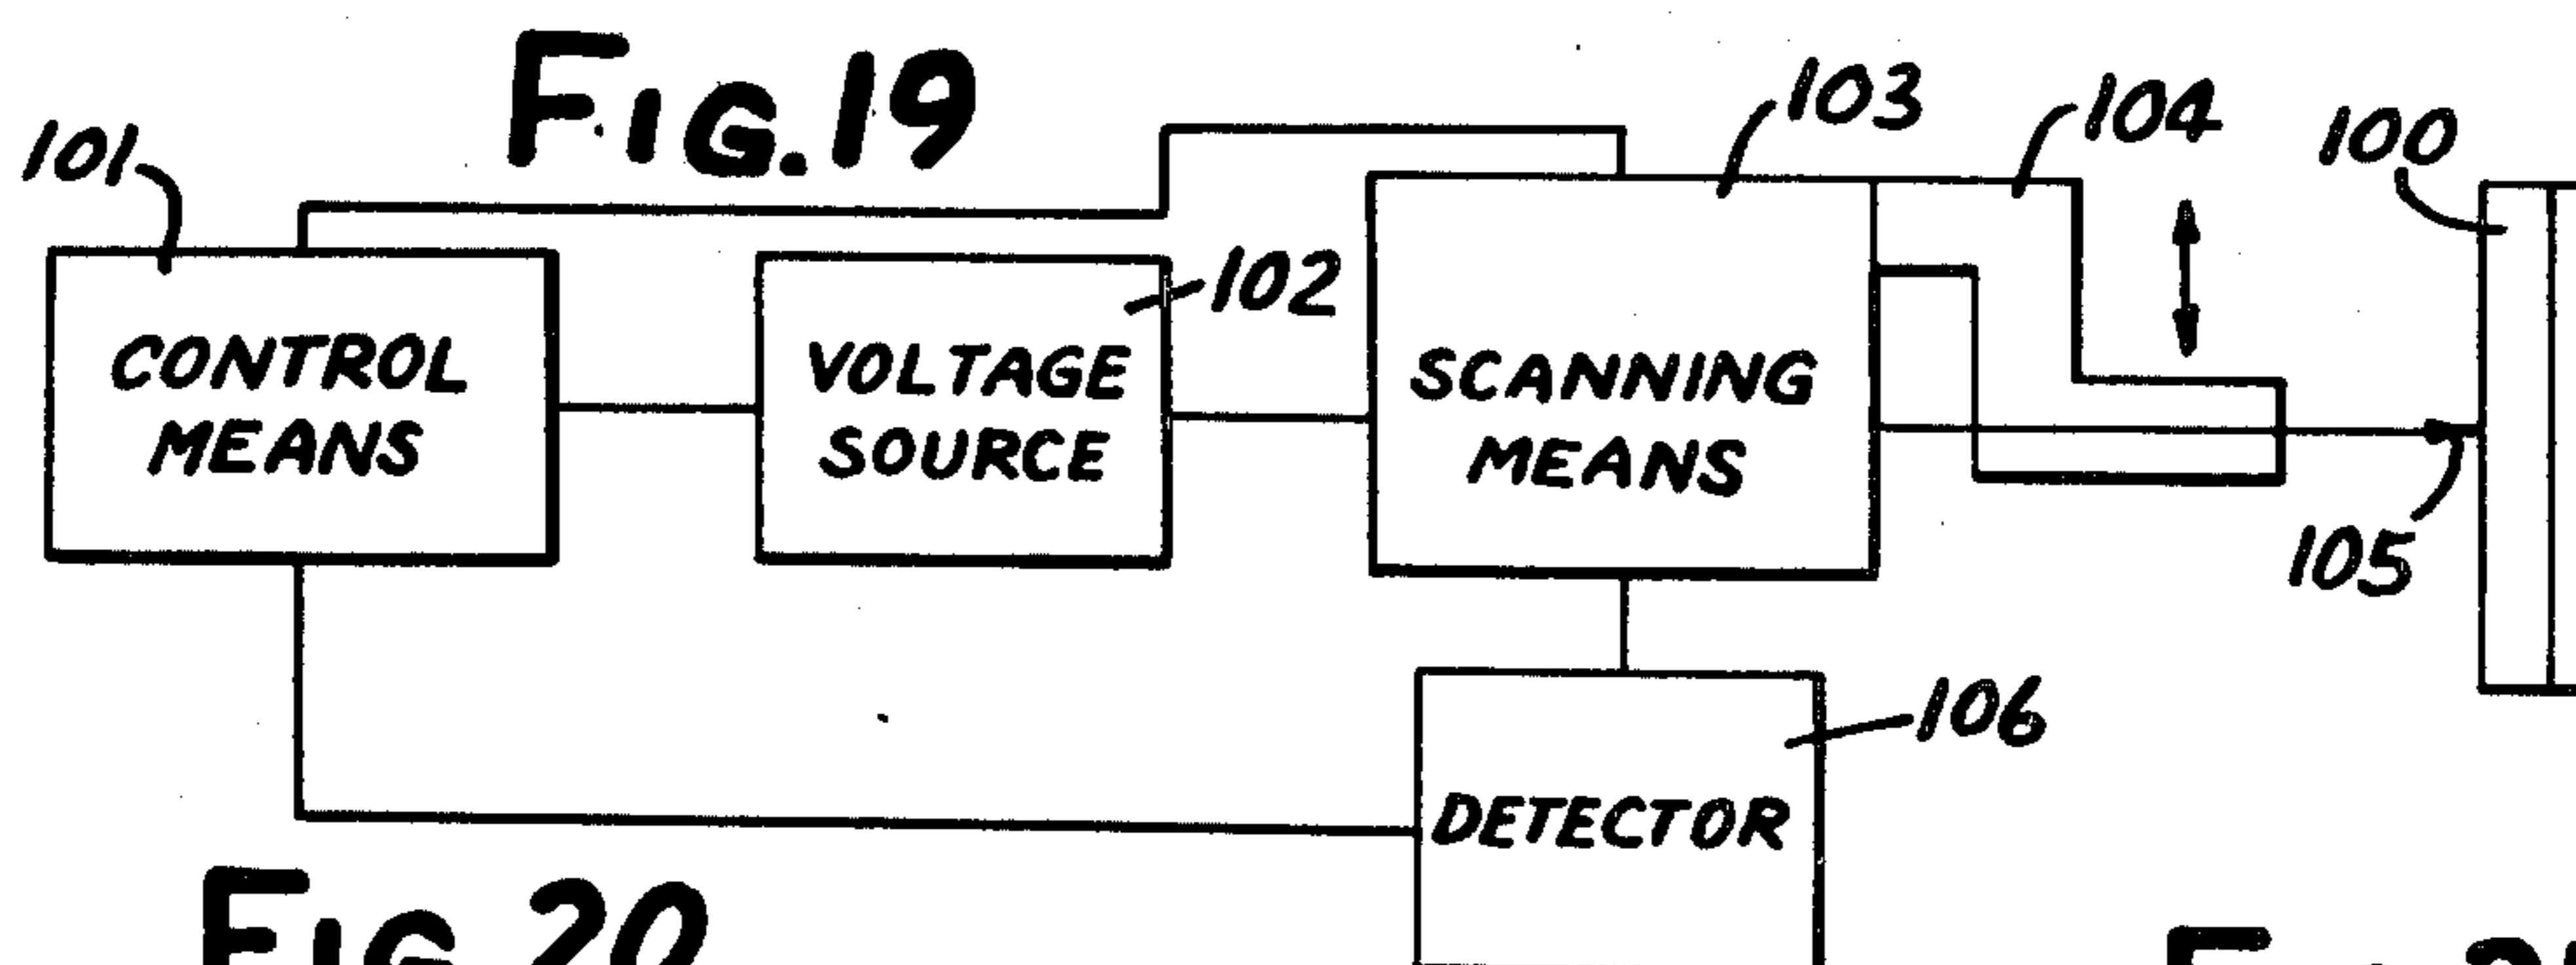 FIG.19
101
103
104
100
102
CONTROL
MEANS
VOLTAGE
SOURCE
SCANNING
MEANS
105
106
DETECTOR
FIG.20